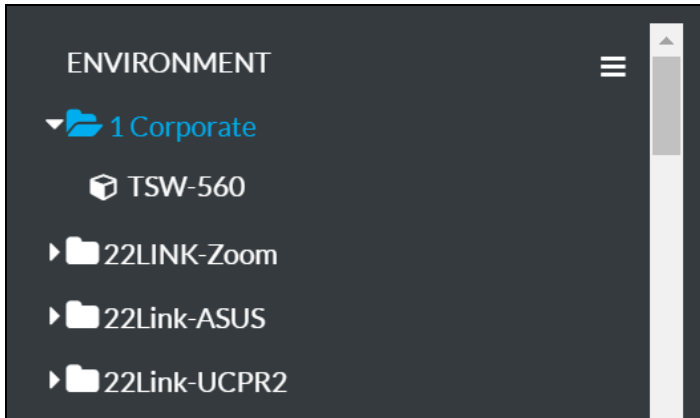 ENVIRONMENT
1 Corporate
TSW-560
22LINK-Zoom
22Link-ASUS
22Link-UCPR2